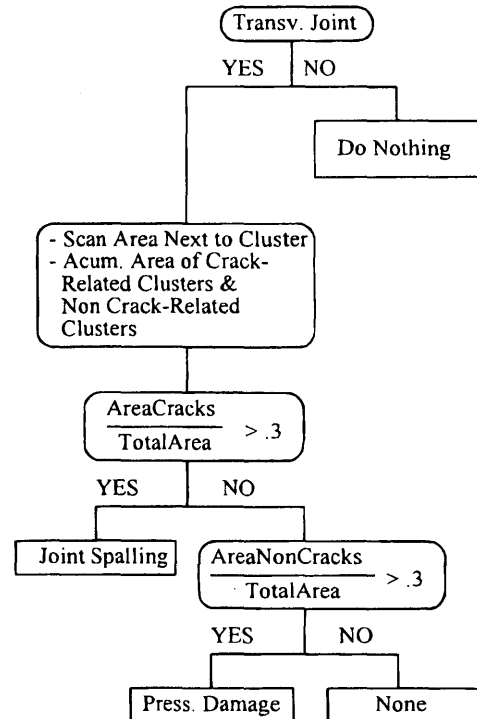 Transv. Joint
YES NO
Do Nothing
- Scan Area Next to Cluster
- Acum. Area of Crack-
Related Clusters &
Non Crack-Related
Clusters
AreaCracks
TotalArea > .3
YES NO
Joint Spalling
AreaNonCracks
TotalArea > .3
YES NO
Press. Damage
None